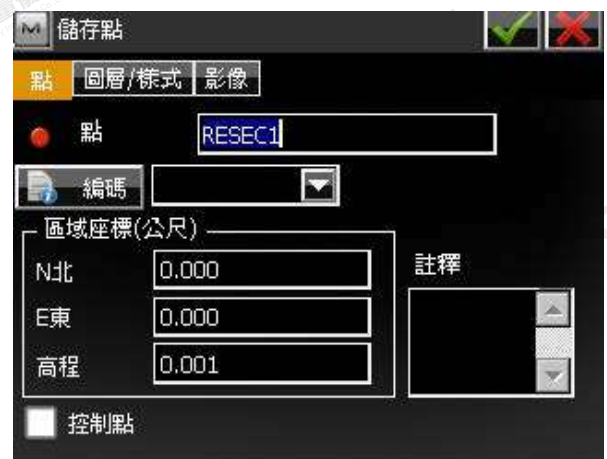 儲存點
點 圖層/樣式 影像
點 RESEC1
編碼
區域座標(公尺)
N北 0.000
註釋
E東 0.000
高程 0.001
控制點